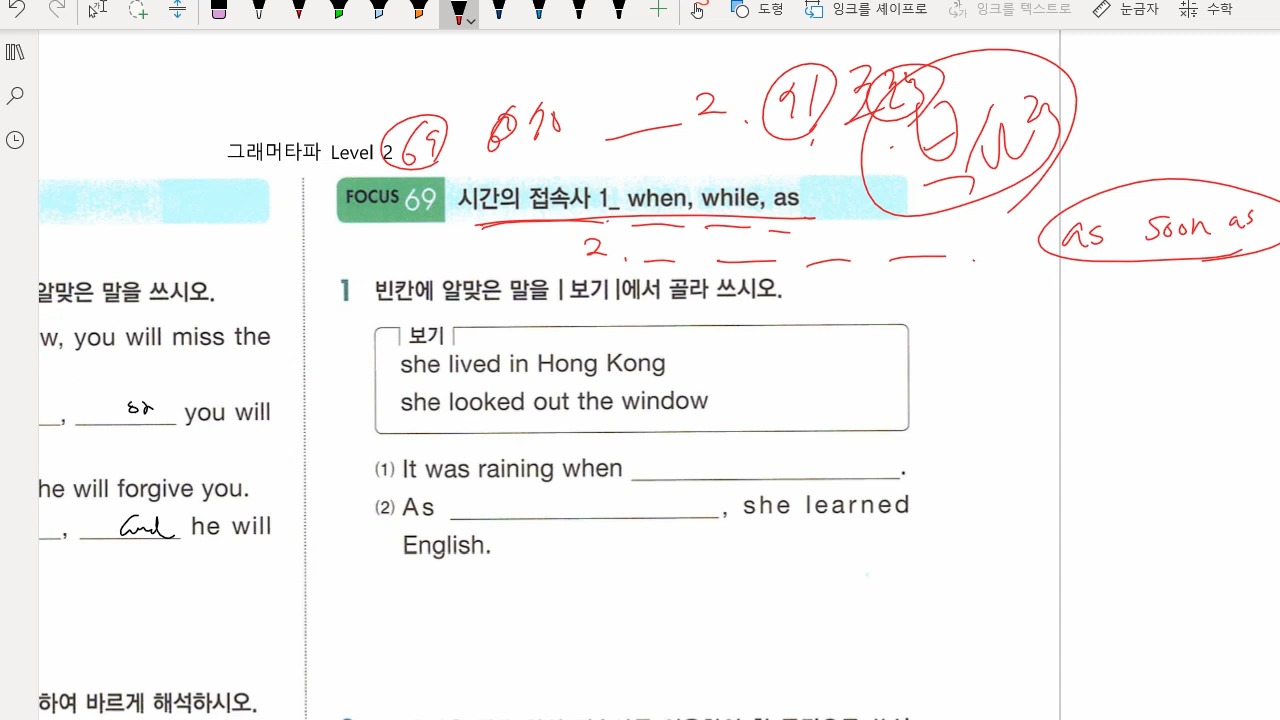 도형
잉크를 셰이프로
잉크를 텍스트로
눈금자
수학
그래머타파 Level 2
69
2.
91
FOCUS 69 시간의 접속사 1_ when, while, as
2.
as soon as
알맞은 말을 쓰시오.
w, you will miss the
, or you will
he will forgive you.
, and he will
하여 바르게 해석하시오.
1 빈칸에 알맞은 말을 |보기|에서 골라 쓰시오.
보기
she lived in Hong Kong
she looked out the window
(1) It was raining when ____________.
(2) As ____________, she learned
English.